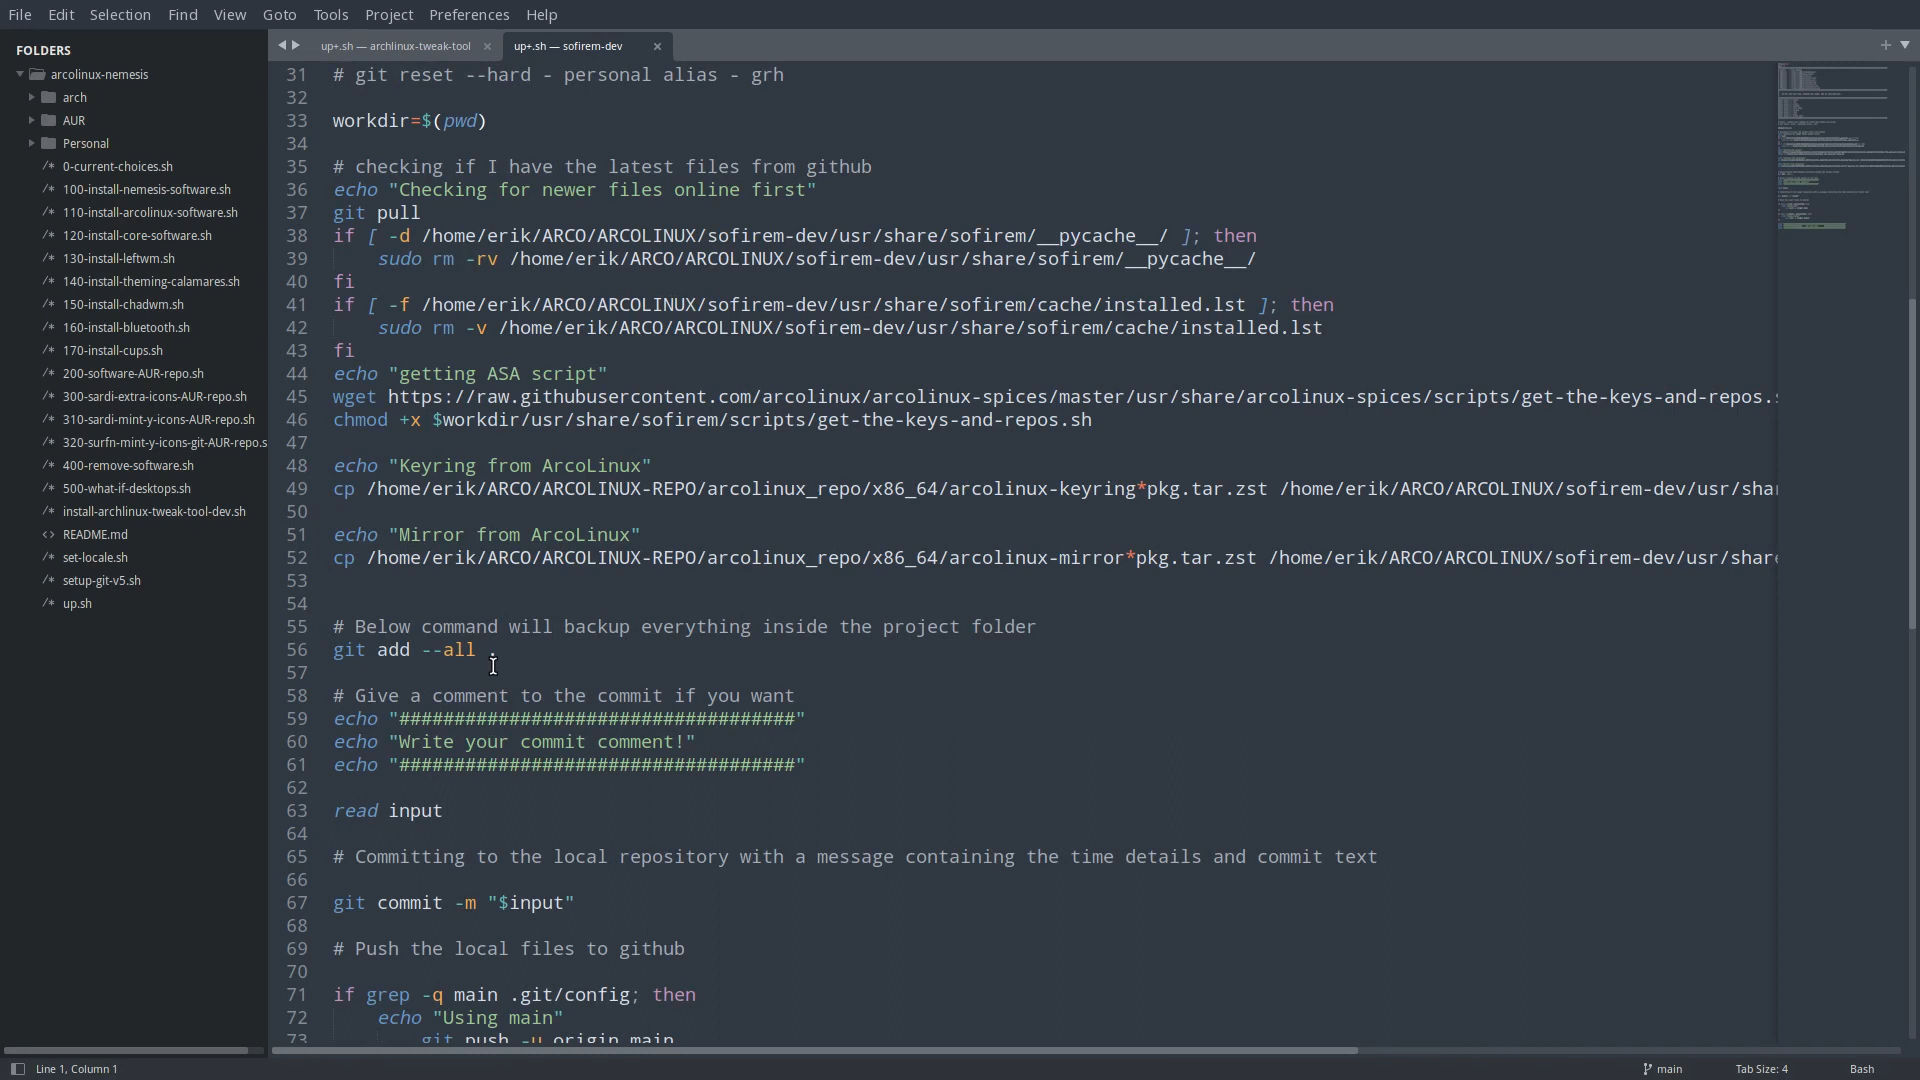 File Edit Selection Find View Goto Tools Project Preferences Help
FOLDERS
arcolinux-nemesis
arch
AUR
Personal
0-current-choices.sh
100-install-nemesis-software.sh
110-install-arcolinux-software.sh
120-install-core-software.sh
130-install-leftwm.sh
140-install-theming-calamares.sh
150-install-chadwm.sh
160-install-bluetooth.sh
170-install-cups.sh
200-software-AUR-repo.sh
300-sardi-extra-icons-AUR-repo.sh
310-sardi-mint-y-icons-AUR-repo.sh
320-surfn-mint-y-icons-git-AUR-repo.s
400-remove-software.sh
500-what-if-desktops.sh
install-archlinux-tweak-tool-dev.sh
README.md
set-locale.sh
setup-git-v5.sh
up.sh
up+.sh — archlinux-tweak-tool × up+.sh — sofirem-dev ×
31 # git reset --hard - personal alias - grh
32
33 workdir=$(pwd)
34
35 # checking if I have the latest files from github
36 echo "Checking for newer files online first"
37 git pull
38 if [ -d /home/erik/ARCO/ARCOLINUX/sofirem-dev/usr/share/sofirem/__pycache__/ ]; then
39 sudo rm -rv /home/erik/ARCO/ARCOLINUX/sofirem-dev/usr/share/sofirem/__pycache__/
40 fi
41 if [ -f /home/erik/ARCO/ARCOLINUX/sofirem-dev/usr/share/sofirem/cache/installed.lst ]; then
42 sudo rm -v /home/erik/ARCO/ARCOLINUX/sofirem-dev/usr/share/sofirem/cache/installed.lst
43 fi
44 echo "getting ASA script"
45 wget https://raw.githubusercontent.com/arcolinux/arcolinux-spices/master/usr/share/arcolinux-spices/scripts/get-the-keys-and-repos.s
46 chmod +x $workdir/usr/share/sofirem/scripts/get-the-keys-and-repos.sh
47
48 echo "Keyring from ArcoLinux"
49 cp /home/erik/ARCO/ARCOLINUX-REPO/arcolinux_repo/x86_64/arcolinux-keyring*pkg.tar.zst /home/erik/ARCO/ARCOLINUX/sofirem-dev/usr/shar
50
51 echo "Mirror from ArcoLinux"
52 cp /home/erik/ARCO/ARCOLINUX-REPO/arcolinux_repo/x86_64/arcolinux-mirror*pkg.tar.zst /home/erik/ARCO/ARCOLINUX/sofirem-dev/usr/share
53
54
55 # Below command will backup everything inside the project folder
56 git add --all .
57
58 # Give a comment to the commit if you want
59 echo "####################################"
60 echo "Write your commit comment!"
61 echo "####################################"
62
63 read input
64
65 # Committing to the local repository with a message containing the time details and commit text
66
67 git commit -m "$input"
68
69 # Push the local files to github
70
71 if grep -q main .git/config; then
72 echo "Using main"
73 git push -u origin main
Line 1, Column 1 main Tab Size: 4 Bash